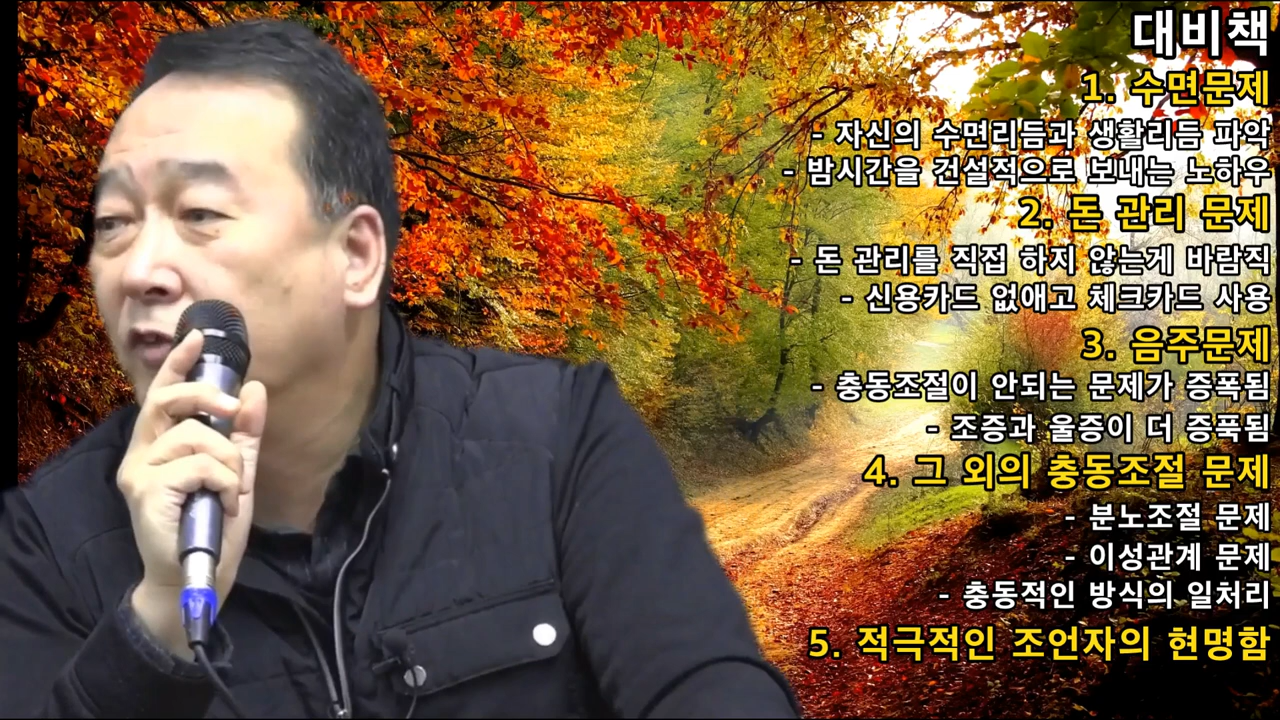 대비책
1. 수면문제
- 자신의 수면리듬과 생활리듬 파악
- 밤시간을 건설적으로 보내는 노하우
2. 돈 관리 문제
- 돈 관리를 직접 하지 않는게 바람직
- 신용카드 없애고 체크카드 사용
3. 음주문제
- 충동조절이 안되는 문제가 증폭됨
- 조증과 울증이 더 증푹됨
4. 그 외의 충동조절 문제
- 분노조절 문제
- 이성관계 문제
- 충동적인 방식의 일처리
5. 적극적인 조언자의 현명함